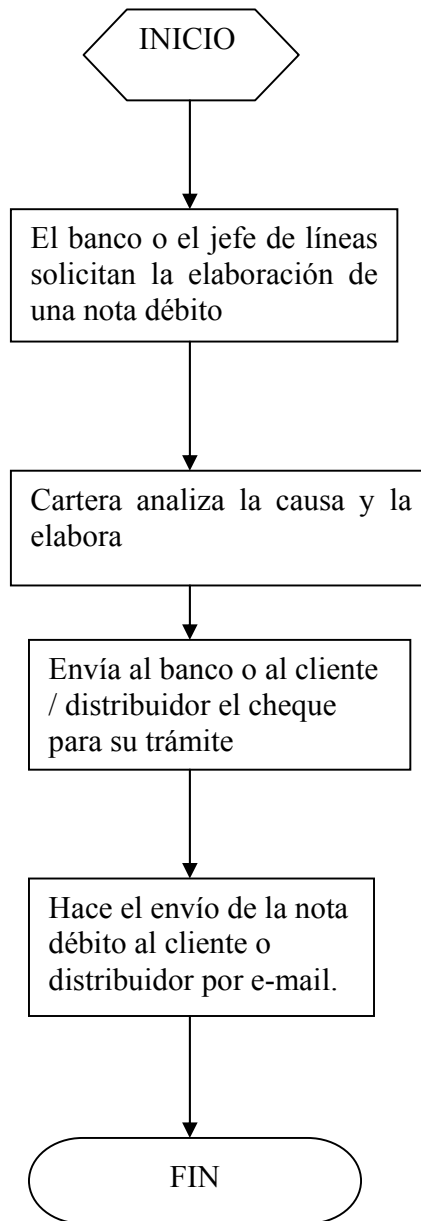 INICIO
El banco o el jefe de líneas
solicitan la elaboración de
una nota débito
Cartera analiza la causa y la
elabora
Envía al banco o al cliente
/ distribuidor el cheque
para su trámite
Hace el envío de la nota
débito al cliente o
distribuidor por e-mail.
FIN